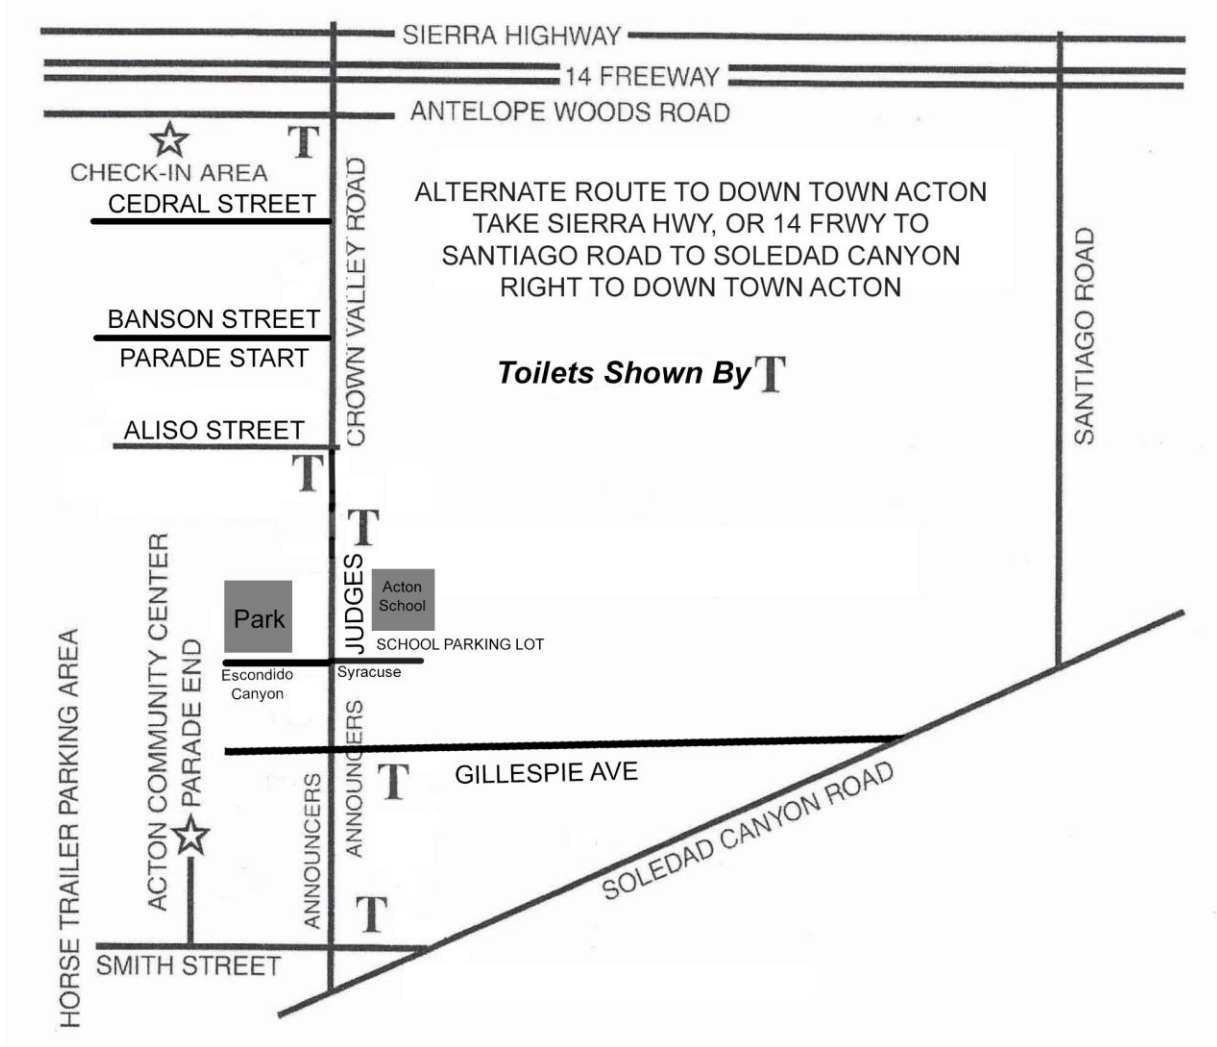 SIERRA HIGHWAY
14 FREEWAY
ANTELOPE WOODS ROAD
T
CHECK-IN AREA
CEDRAL STREET
CROWN VALLEY ROAD
ALTERNATE ROUTE TO DOWN TOWN ACTON
TAKE SIERRA HWY, OR 14 FRWY TO
SANTIAGO ROAD TO SOLEDAD CANYON
RIGHT TO DOWN TOWN ACTON
SANTIAGO ROAD
BANSON STREET
PARADE START
Toilets Shown By T
ALISO STREET
T
T
JUDGES
Park
Acton
School
SCHOOL PARKING LOT
Escondido
Canyon
Syracuse
HORSE TRAILER PARKING AREA
ACTON COMMUNITY CENTER
PARADE END
ANNOUNCERS
ANNOUNCERS
T
GILLESPIE AVE
SOLEDAD CANYON ROAD
T
SMITH STREET